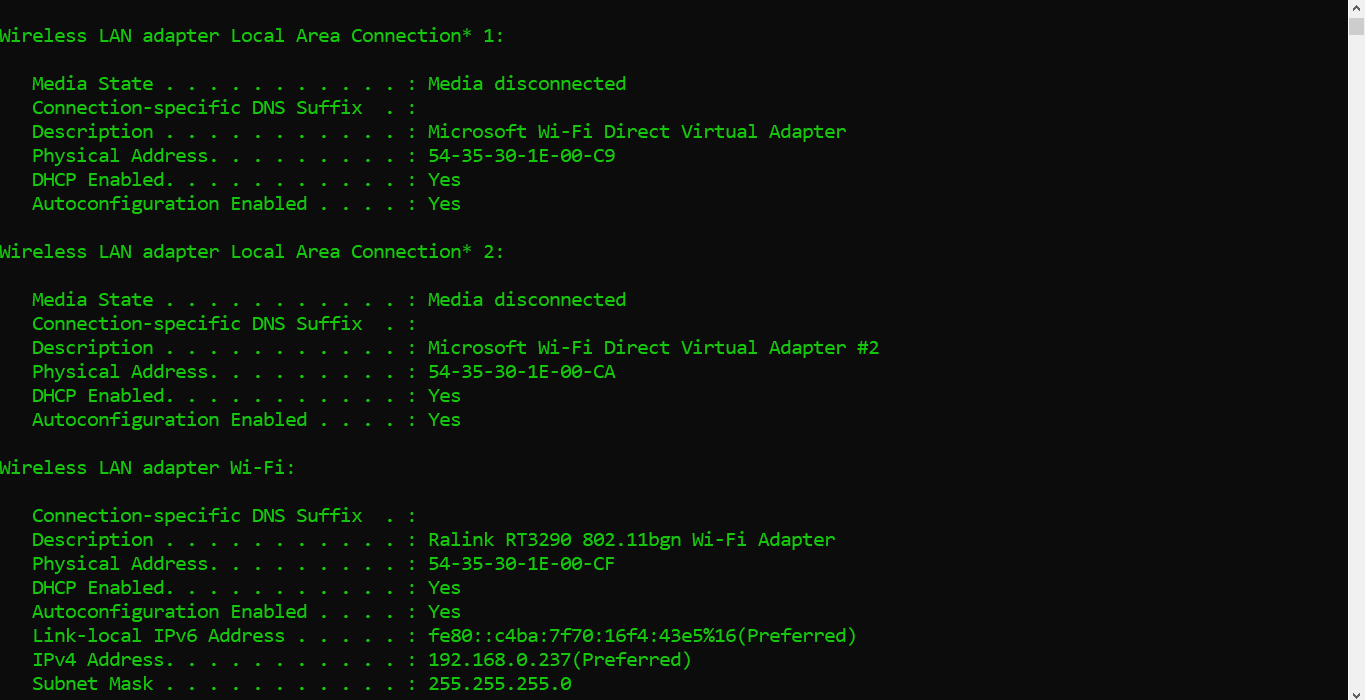 Wireless LAN adapter Local Area Connection* 1:
Media State . . . . . . . . . . . : Media disconnected
Connection-specific DNS Suffix  . :
Description . . . . . . . . . . . : Microsoft Wi-Fi Direct Virtual Adapter
Physical Address. . . . . . . . . : 54-35-30-1E-00-C9
DHCP Enabled. . . . . . . . . . . : Yes
Autoconfiguration Enabled . . . . : Yes
Wireless LAN adapter Local Area Connection* 2:
Media State . . . . . . . . . . . : Media disconnected
Connection-specific DNS Suffix  . :
Description . . . . . . . . . . . : Microsoft Wi-Fi Direct Virtual Adapter #2
Physical Address. . . . . . . . . : 54-35-30-1E-00-CA
DHCP Enabled. . . . . . . . . . . : Yes
Autoconfiguration Enabled . . . . : Yes
Wireless LAN adapter Wi-Fi:
Connection-specific DNS Suffix  . :
Description . . . . . . . . . . . : Ralink RT3290 802.11bgn Wi-Fi Adapter
Physical Address. . . . . . . . . : 54-35-30-1E-00-CF
DHCP Enabled. . . . . . . . . . . : Yes
Autoconfiguration Enabled . . . . : Yes
Link-local IPv6 Address . . . . . : fe80::c4ba:7f70:16f4:43e5%16(Preferred)
IPv4 Address. . . . . . . . . . . : 192.168.0.237(Preferred)
Subnet Mask . . . . . . . . . . . : 255.255.255.0